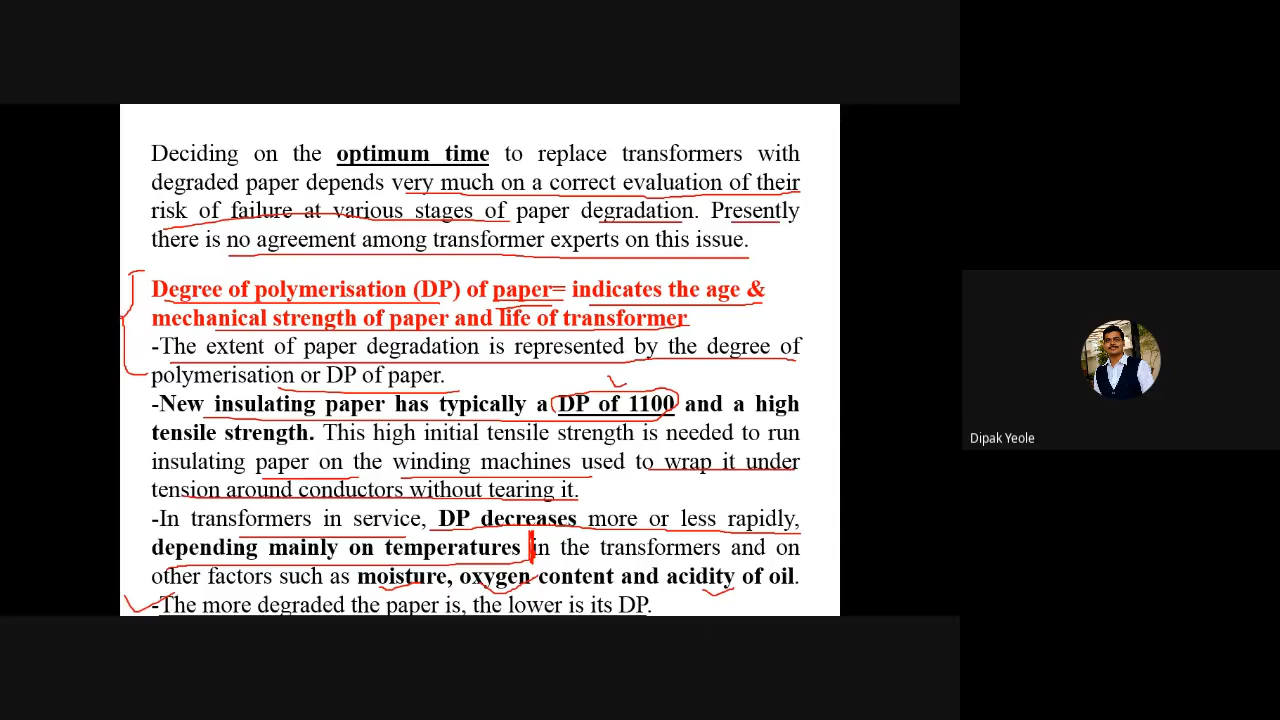 Deciding on the optimum time to replace transformers with
degraded paper depends very much on a correct evaluation of their
risk of failure at various stages of paper degradation. Presently
there is no agreement among transformer experts on this issue.
Degree of polymerisation (DP) of paper= indicates the age &
mechanical strength of paper and life of transformer
-The extent of paper degradation is represented by the degree of
polymerisation or DP of paper.
-New insulating paper has typically a DP of 1100 and a high
tensile strength. This high initial tensile strength is needed to run
insulating paper on the winding machines used to wrap it under
tension around conductors without tearing it.
-In transformers in service, DP decreases more or less rapidly,
depending mainly on temperatures in the transformers and on
other factors such as moisture, oxygen content and acidity of oil.
-The more degraded the paper is, the lower is its DP.
Dipak Yeole